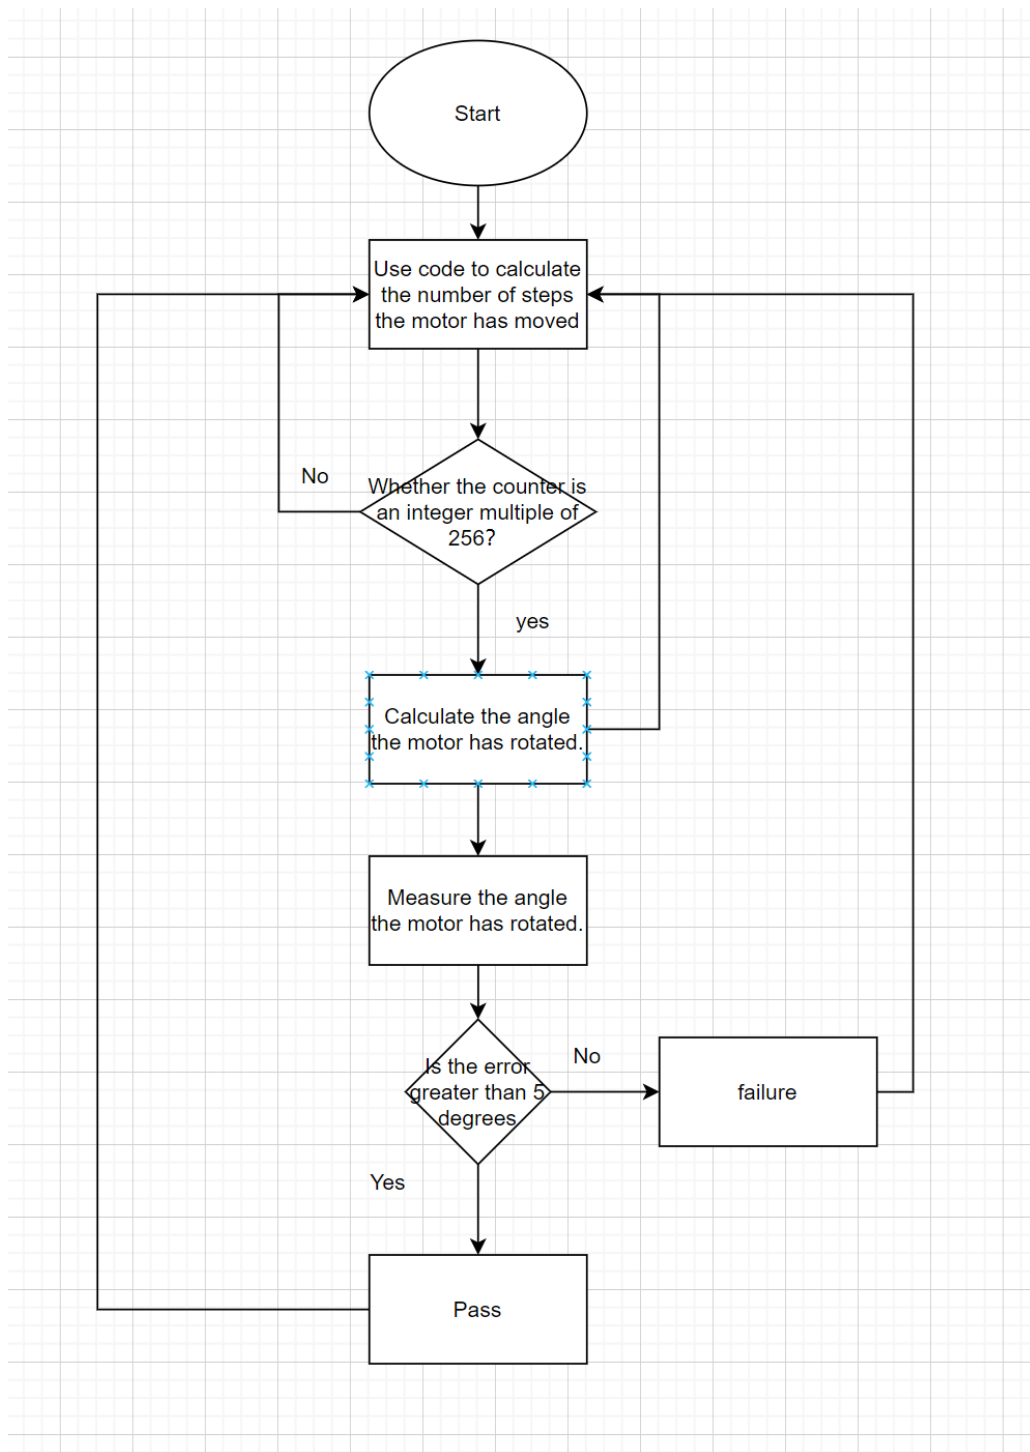 Start
Use code to calculate
the number of steps
the motor has moved
No
Whether the counter is
an integer multiple of
256?
yes
Calculate the angle
the motor has rotated.
Measure the angle
the motor has rotated.
Is the error
greater than 5
degrees
No
failure
Yes
Pass